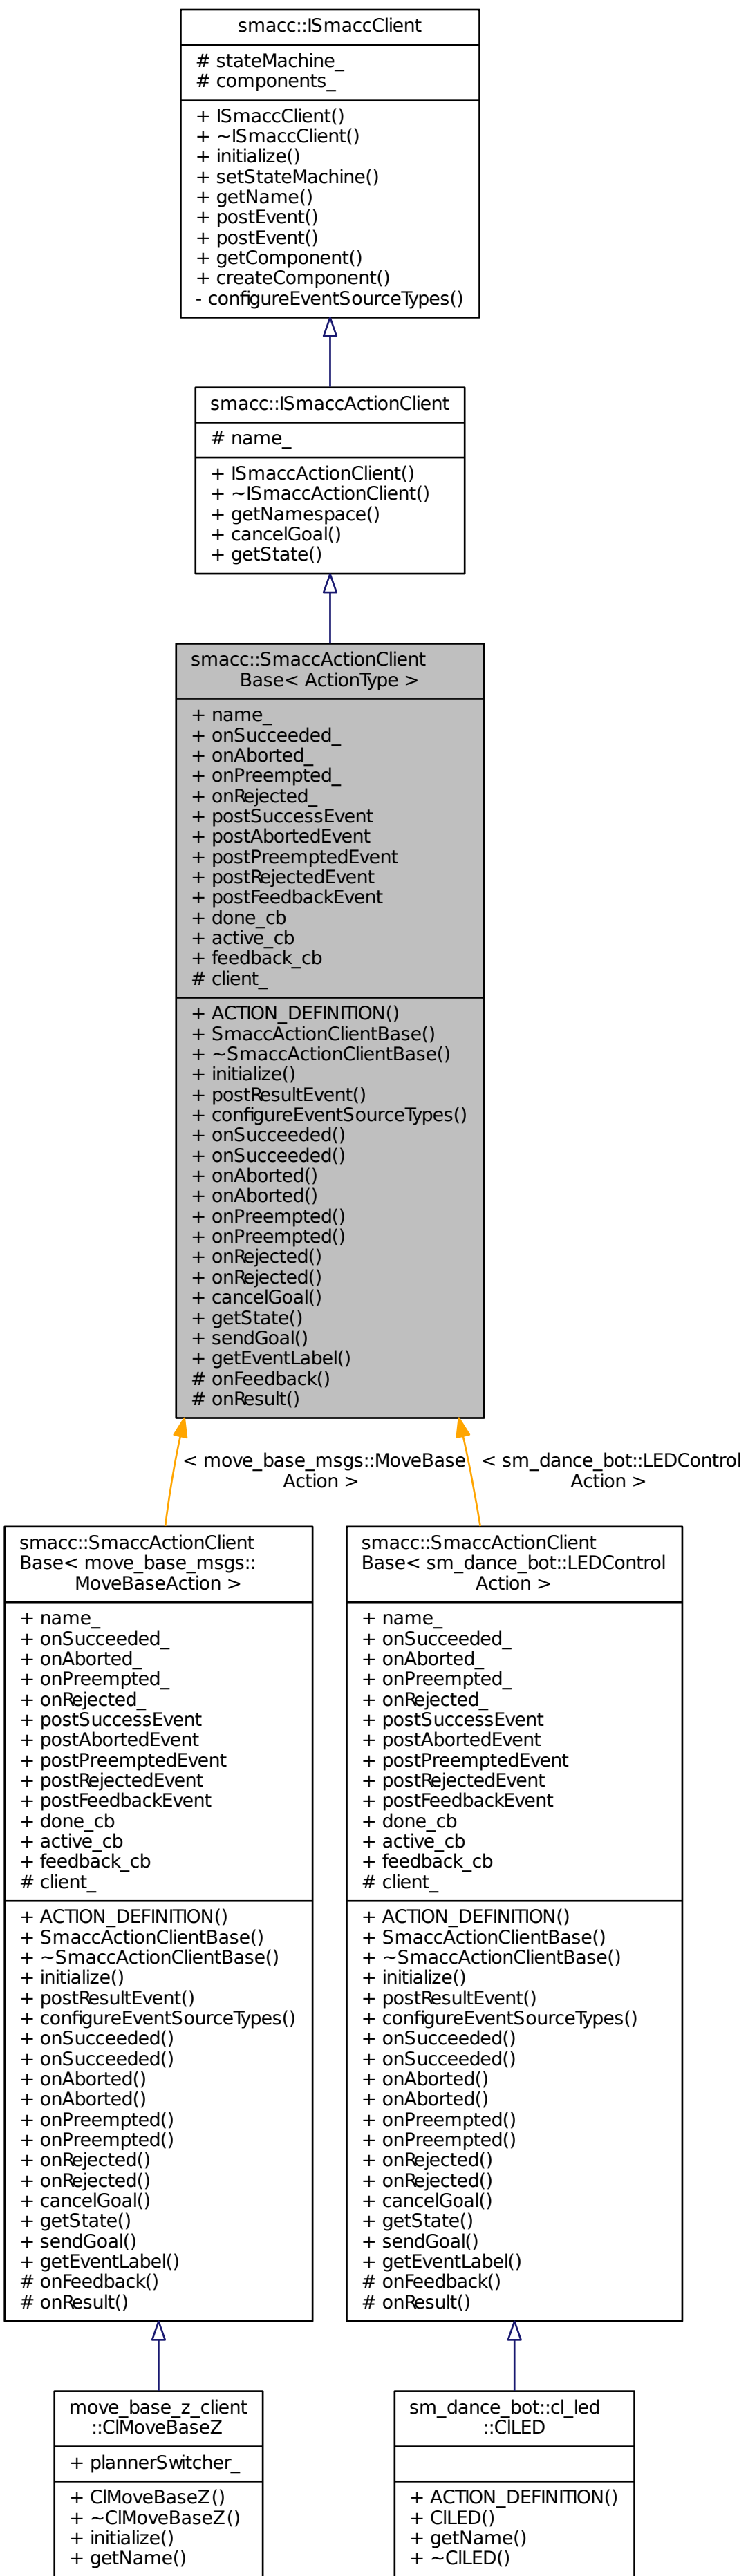 smacc::ISmaccClient
# stateMachine_
# components_
+ ISmaccClient()
+ ~ISmaccClient()
+ initialize()
+ setStateMachine()
+ getName()
+ postEvent()
+ postEvent()
+ getComponent()
+ createComponent()
- configureEventSourceTypes()
smacc::ISmaccActionClient
# name_
+ ISmaccActionClient()
+ ~ISmaccActionClient()
+ getNamespace()
+ cancelGoal()
+ getState()
smacc::SmaccActionClient
Base< ActionType >
+ name_
+ onSucceeded_
+ onAborted_
+ onPreempted_
+ onRejected_
+ postSuccessEvent
+ postAbortedEvent
+ postPreemptedEvent
+ postRejectedEvent
+ postFeedbackEvent
+ done_cb
+ active_cb
+ feedback_cb
# client_
+ ACTION_DEFINITION()
+ SmaccActionClientBase()
+ ~SmaccActionClientBase()
+ initialize()
+ postResultEvent()
+ configureEventSourceTypes()
+ onSucceeded()
+ onSucceeded()
+ onAborted()
+ onAborted()
+ onPreempted()
+ onPreempted()
+ onRejected()
+ onRejected()
+ cancelGoal()
+ getState()
+ sendGoal()
+ getEventLabel()
# onFeedback()
# onResult()
< move_base_msgs::MoveBase
Action >
< sm_dance_bot::LEDControl
Action >
smacc::SmaccActionClient
Base< move_base_msgs::
MoveBaseAction >
+ name_
+ onSucceeded_
+ onAborted_
+ onPreempted_
+ onRejected_
+ postSuccessEvent
+ postAbortedEvent
+ postPreemptedEvent
+ postRejectedEvent
+ postFeedbackEvent
+ done_cb
+ active_cb
+ feedback_cb
# client_
+ ACTION_DEFINITION()
+ SmaccActionClientBase()
+ ~SmaccActionClientBase()
+ initialize()
+ postResultEvent()
+ configureEventSourceTypes()
+ onSucceeded()
+ onSucceeded()
+ onAborted()
+ onAborted()
+ onPreempted()
+ onPreempted()
+ onRejected()
+ onRejected()
+ cancelGoal()
+ getState()
+ sendGoal()
+ getEventLabel()
# onFeedback()
# onResult()
smacc::SmaccActionClient
Base< sm_dance_bot::LEDControl
Action >
+ name_
+ onSucceeded_
+ onAborted_
+ onPreempted_
+ onRejected_
+ postSuccessEvent
+ postAbortedEvent
+ postPreemptedEvent
+ postRejectedEvent
+ postFeedbackEvent
+ done_cb
+ active_cb
+ feedback_cb
# client_
+ ACTION_DEFINITION()
+ SmaccActionClientBase()
+ ~SmaccActionClientBase()
+ initialize()
+ postResultEvent()
+ configureEventSourceTypes()
+ onSucceeded()
+ onSucceeded()
+ onAborted()
+ onAborted()
+ onPreempted()
+ onPreempted()
+ onRejected()
+ onRejected()
+ cancelGoal()
+ getState()
+ sendGoal()
+ getEventLabel()
# onFeedback()
# onResult()
move_base_z_client
::ClMoveBaseZ
+ plannerSwitcher_
+ ClMoveBaseZ()
+ ~ClMoveBaseZ()
+ initialize()
+ getName()
sm_dance_bot::cl_led
::ClLED
+ ACTION_DEFINITION()
+ ClLED()
+ getName()
+ ~ClLED()